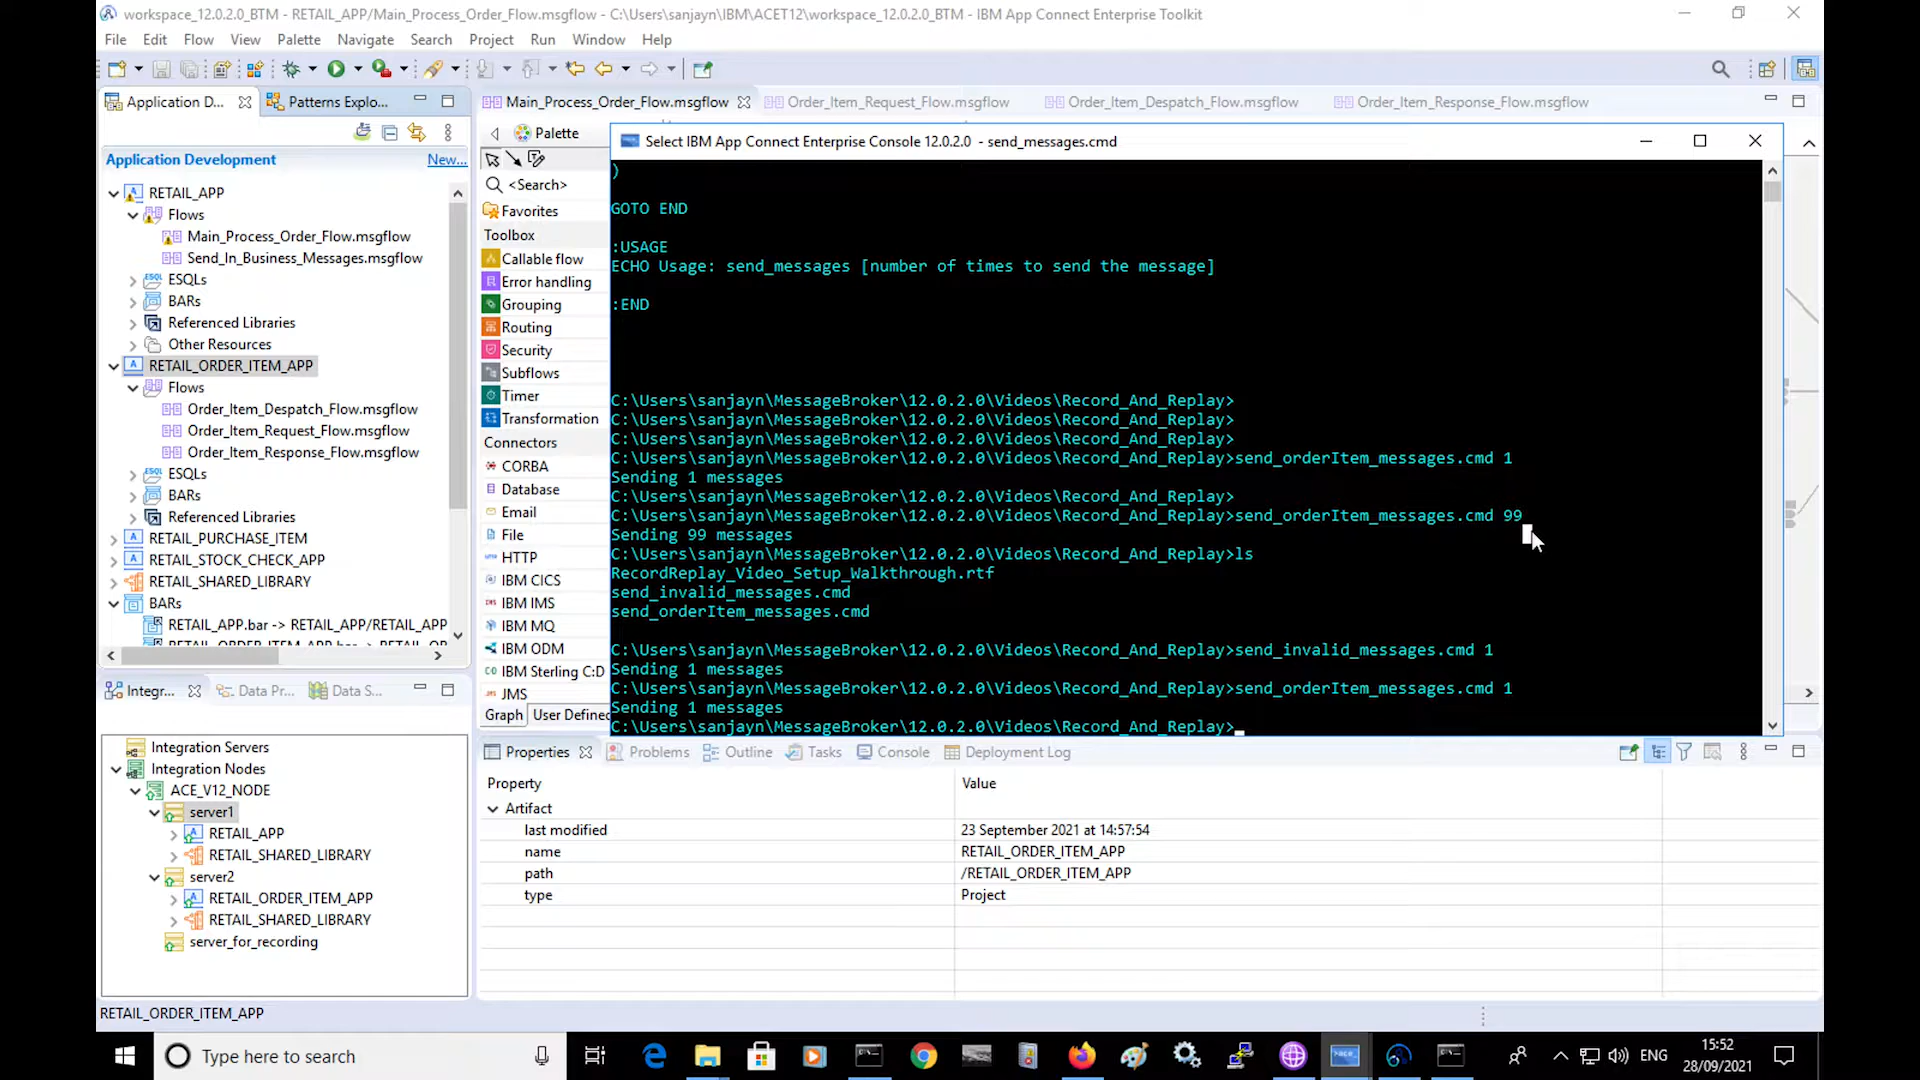 workspace_12.0.2.0_BTM - RETAIL_APP/Main_Process_Order_Flow.msgflow - C:\Users\sanjayn\IBM\ACET12\workspace_12.0.2.0_BTM - IBM App Connect Enterprise Toolkit
File Edit Flow View Palette Navigate Search Project Run Window Help
Application D... Patterns Explo...
Main_Process_Order_Flow.msgflow Order_Item_Request_Flow.msgflow Order_Item_Despatch_Flow.msgflow Order_Item_Response_Flow.msgflow
Application Development New...
RETAIL_APP
Flows
Main_Process_Order_Flow.msgflow
Send_In_Business_Messages.msgflow
ESQLs
BARs
Referenced Libraries
Other Resources
RETAIL_ORDER_ITEM_APP
Flows
Order_Item_Despatch_Flow.msgflow
Order_Item_Request_Flow.msgflow
Order_Item_Response_Flow.msgflow
ESQLs
BARs
Referenced Libraries
RETAIL_PURCHASE_ITEM
RETAIL_STOCK_CHECK_APP
RETAIL_SHARED_LIBRARY
BARs
RETAIL_APP.bar -> RETAIL_APP/RETAIL_APP
RETAIL_ORDER_ITEM_APP.bar -> RETAIL_OR
Palette
<Search>
Favorites
Toolbox
Callable flow
Error handling
Grouping
Routing
Security
Subflows
Timer
Transformation
Connectors
CORBA
Database
Email
File
HTTP
IBM CICS
IBM IMS
IBM MQ
IBM ODM
IBM Sterling C:D
JMS
Graph User Defined
Select IBM App Connect Enterprise Console 12.0.2.0 - send_messages.cmd
)
GOTO END
:USAGE
ECHO Usage: send_messages [number of times to send the message]
:END
C:\Users\sanjayn\MessageBroker\12.0.2.0\Videos\Record_And_Replay>
C:\Users\sanjayn\MessageBroker\12.0.2.0\Videos\Record_And_Replay>
C:\Users\sanjayn\MessageBroker\12.0.2.0\Videos\Record_And_Replay>
C:\Users\sanjayn\MessageBroker\12.0.2.0\Videos\Record_And_Replay>send_orderItem_messages.cmd 1
Sending 1 messages
C:\Users\sanjayn\MessageBroker\12.0.2.0\Videos\Record_And_Replay>
C:\Users\sanjayn\MessageBroker\12.0.2.0\Videos\Record_And_Replay>send_orderItem_messages.cmd 99
Sending 99 messages
C:\Users\sanjayn\MessageBroker\12.0.2.0\Videos\Record_And_Replay>ls
RecordReplay_Video_Setup_Walkthrough.rtf
send_invalid_messages.cmd
send_orderItem_messages.cmd
C:\Users\sanjayn\MessageBroker\12.0.2.0\Videos\Record_And_Replay>send_invalid_messages.cmd 1
Sending 1 messages
C:\Users\sanjayn\MessageBroker\12.0.2.0\Videos\Record_And_Replay>send_orderItem_messages.cmd 1
Sending 1 messages
C:\Users\sanjayn\MessageBroker\12.0.2.0\Videos\Record_And_Replay>
Integr... Data Pr... Data S...
Integration Servers
Integration Nodes
ACE_V12_NODE
server1
RETAIL_APP
RETAIL_SHARED_LIBRARY
server2
RETAIL_ORDER_ITEM_APP
RETAIL_SHARED_LIBRARY
server_for_recording
Properties Problems Outline Tasks Console Deployment Log
Property Value
Artifact
last modified 23 September 2021 at 14:57:54
name RETAIL_ORDER_ITEM_APP
path /RETAIL_ORDER_ITEM_APP
type Project
RETAIL_ORDER_ITEM_APP
Type here to search
ENG
15:52
28/09/2021